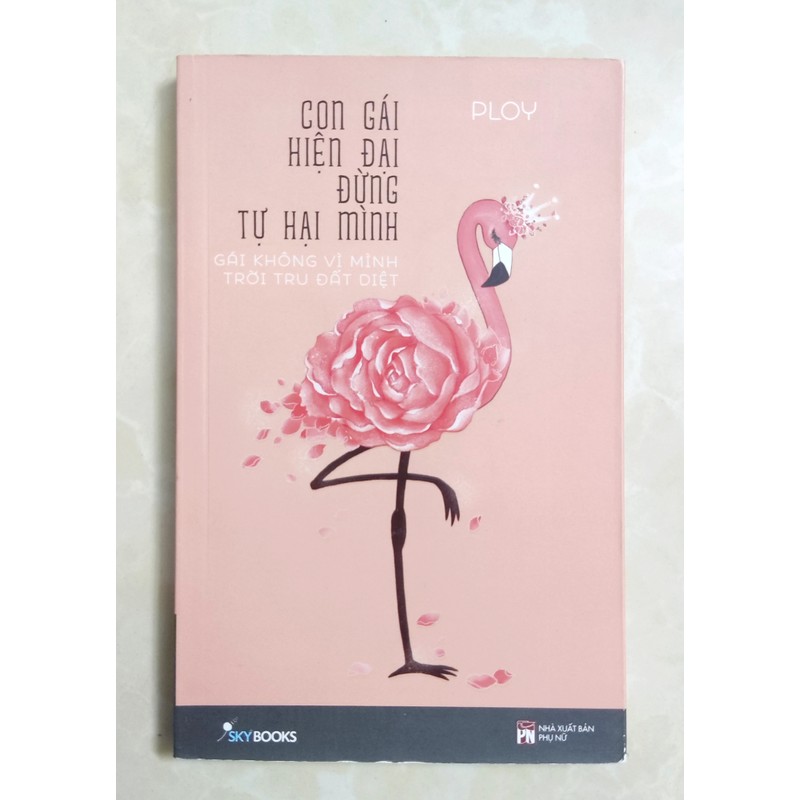 CON GÁI
HIỆN ĐẠI
ĐỪNG
TỰ HẠI MÌNH
GÁI KHÔNG VÌ MÌNH
TRỜI TRU ĐẤT DIỆT
PLOY
SKYBOOKS
PN
NHÀ XUẤT BẢN
PHỤ NỮ